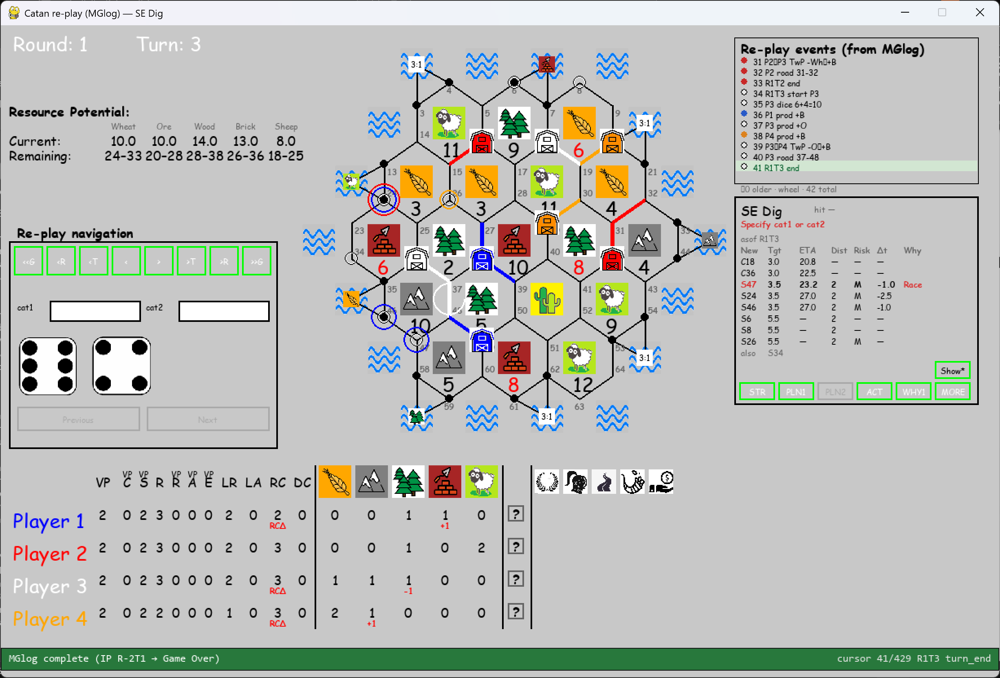 Catan re-play (MGlog) — SE Dig
Round: 1 Turn: 3
Resource Potential:
Wheat Ore Wood Brick Sheep
Current: 10.0 10.0 14.0 13.0 8.0
Remaining: 24-33 20-28 28-38 26-36 18-25
Re-play navigation
<<G <R <T < > >T >R >>G
cat1 cat2
Previous Next
3:1
4 6 8
3 5 7 9
3:1
14
11 9 6
13 15 17 19 21
26 28 30 32
3 3 11 4
23 25 27 31 33
34 40 44
6 2 10 8 4
35 37 39 41 43
46 48 50 52 54
10 5 9
47 51 53
3:1
58 60 62 64
5 8 12
59 61 63
3:1
Re-play events (from MGlog)
31 P2▯P3 TwP -Wh▯+B
32 P2 road 31-32
33 R1T2 end
34 R1T3 start P3
35 P3 dice 6+4=10
36 P1 prod +B
37 P3 prod +O
38 P4 prod +B
39 P3▯P4 TwP -O▯+B
40 P3 road 37-48
41 R1T3 end
▯0 older · wheel · 42 total
SE Dig hit —
Specify cat1 or cat2
asof R1T3
New Tgt ETA Dist Risk Δt Why
C18 3.0 20.8 — — —
C36 3.0 22.5 — — —
S47 3.5 23.2 2 M -1.0 Race
S24 3.5 27.0 2 M -2.5
S46 3.5 27.0 2 M -1.0
S6 5.5 — 2 — —
S8 5.5 — 2 — —
S26 5.5 — 2 M —
also S34
Show*
STR PLN1 PLN2 ACT WHY1 MORE
VP VP VP VP VP
VP C S R R A E LR LA RC DC
Player 1 2 0 2 3 0 0 0 2 0 2 0 0 0 1 1 0 ?
RCΔ +1
Player 2 2 0 2 3 0 0 0 2 0 3 0 0 0 1 0 2 ?
Player 3 2 0 2 3 0 0 0 2 0 3 0 1 1 1 0 0 ?
RCΔ -1
Player 4 2 0 2 2 0 0 0 1 0 3 0 2 1 0 0 0 ?
RCΔ +1
MGlog complete (IP R-2T1 → Game Over) cursor 41/429 R1T3 turn_end